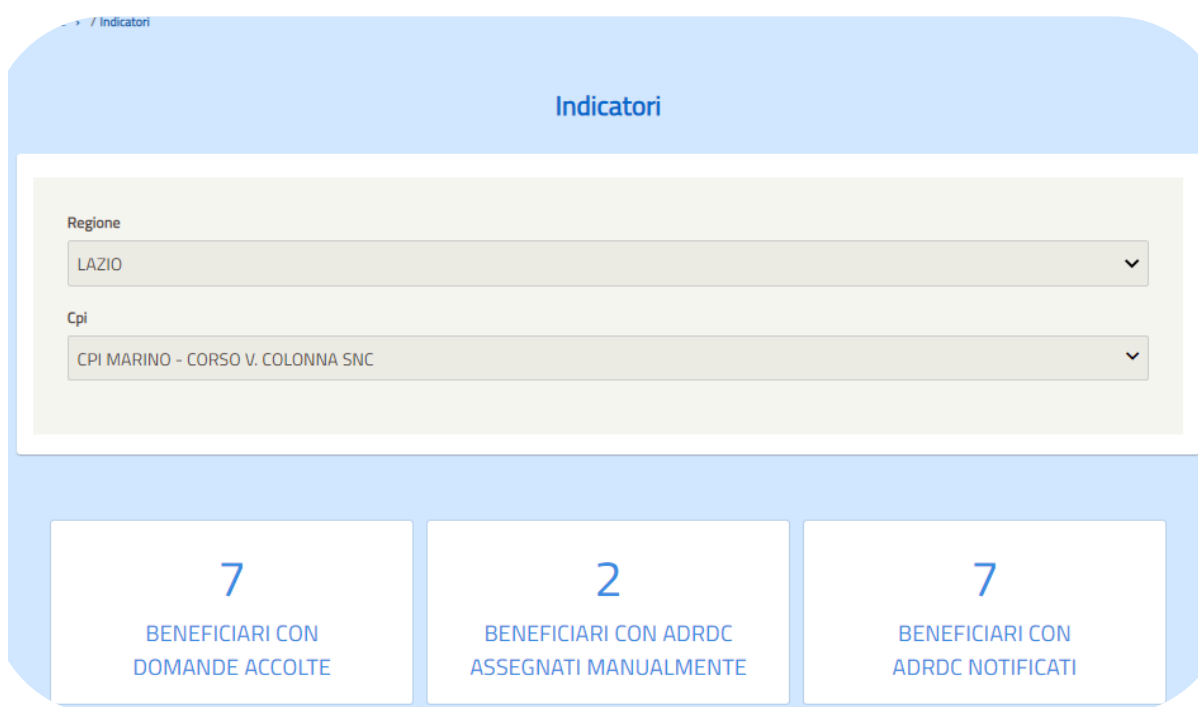 / Indicatori
Indicatori
Regione
LAZIO
Cpi
CPI MARINO - CORSO V. COLONNA SNC
7
BENEFICIARI CON
DOMANDE ACCOLTE
2
BENEFICIARI CON ADRDC
ASSEGNATI MANUALMENTE
7
BENEFICIARI CON
ADRDC NOTIFICATI